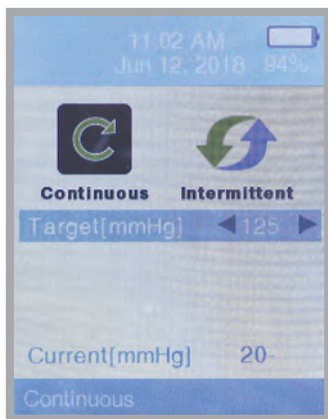 11:02 AM
Jun 12, 2018 94%
Continuous Intermittent
Target[mmHg] 125
Current[mmHg] 20-
Continuous